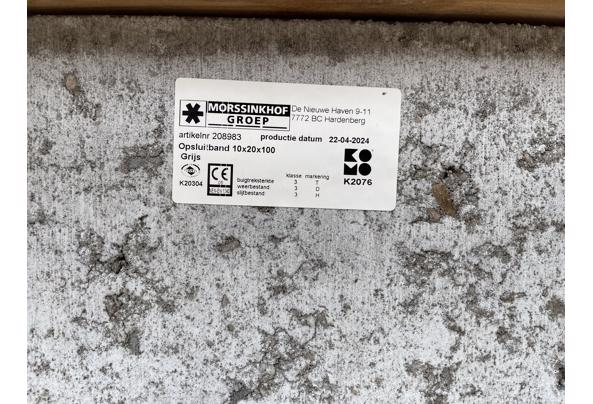 MORSSINKHOF
GROEP
De Nieuwe Haven 9-11
7772 BC Hardenberg
artikelnr 208983 productie datum 22-04-2024
Opsluitband 10x20x100
Grijs
KOMO
K20304
CE
K2076
klasse markering
buigtreksterkte 3 T
weerbestand 3 D
slijtbestand 3 H